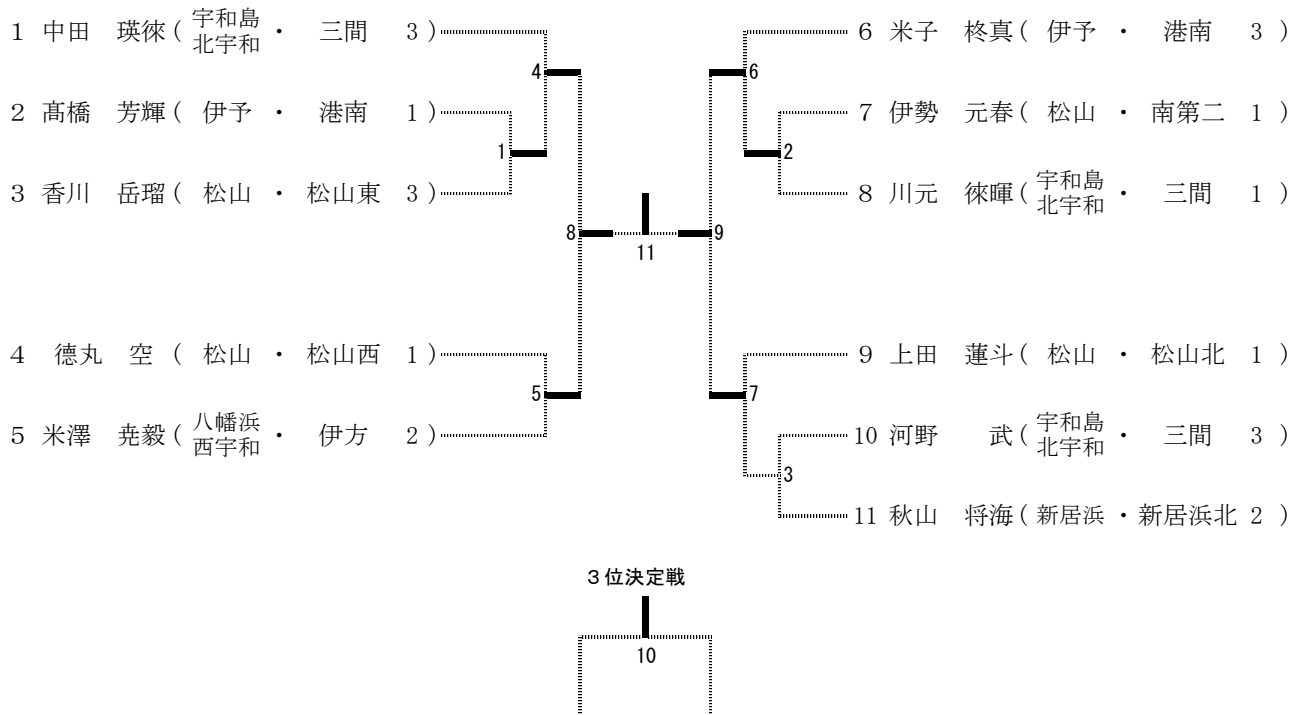 1 中田 瑛徠 ( 宇和島 北宇和 ・ 三間 3 )
2 髙橋 芳輝 ( 伊予 ・ 港南 1 )
3 香川 岳瑠 ( 松山 ・ 松山東 3 )
4 德丸 空 ( 松山 ・ 松山西 1 )
5 米澤 尭毅 ( 八幡浜 西宇和 ・ 伊方 2 )
4
1
8
5
11
6 米子 柊真 ( 伊予 ・ 港南 3 )
7 伊勢 元春 ( 松山 ・ 南第二 1 )
8 川元 徠暉 ( 宇和島 北宇和 ・ 三間 1 )
9 上田 蓮斗 ( 松山 ・ 松山北 1 )
10 河野 武 ( 宇和島 北宇和 ・ 三間 3 )
11 秋山 将海 ( 新居浜 ・ 新居浜北 2 )
6
2
9
7
3
3位決定戦
10